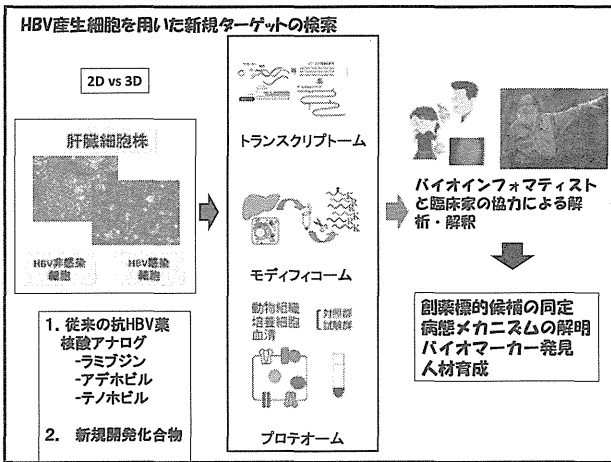 HBV産生細胞を用いた新規ターゲットの検索
2D vs 3D
肝臓細胞株
HBV非感染
細胞
HBV感染
細胞
1. 従来の抗HBV薬
核酸アナログ
-ラミブジン
-アデホビル
-テノホビル
2. 新規開発化合物
トランスクリプトーム
モディフィコーム
動物組織
培養細胞
血清
対照群
試験群
プロテオーム
バイオインフォマティスト
と臨床家の協力による解
析・解釈
創薬標的候補の同定
病態メカニズムの解明
バイオマーカー発見
人材育成